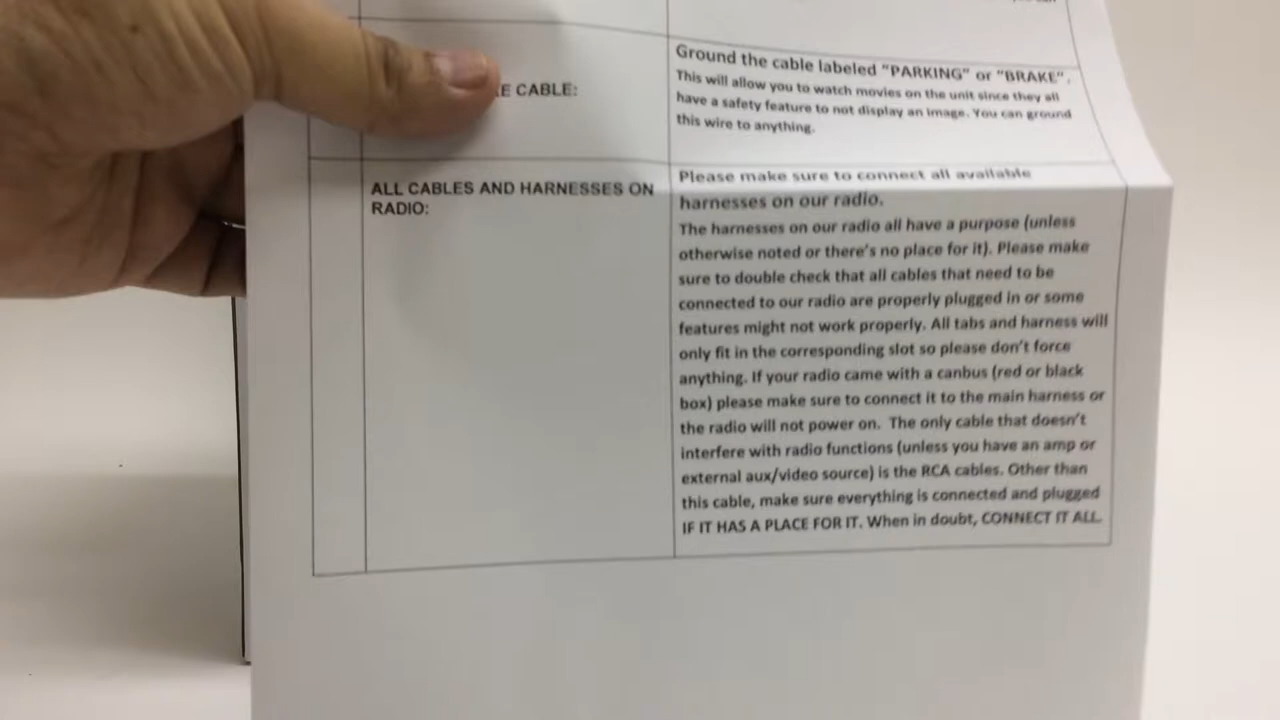 Ground the cable labeled "PARKING" or "BRAKE".
This will allow you to watch movies on the unit since they all
have a safety feature to not display an image. You can ground
this wire to anything.
CABLE:
ALL CABLES AND HARNESSES ON
RADIO:
Please make sure to connect all available
harnesses on our radio.
The harnesses on our radio all have a purpose (unless
otherwise noted or there's no place for it). Please make
sure to double check that all cables that need to be
connected to our radio are properly plugged in or some
features might not work properly. All tabs and harness will
only fit in the corresponding slot so please don't force
anything. If your radio came with a canbus (red or black
box) please make sure to connect it to the main harness or
the radio will not power on. The only cable that doesn't
interfere with radio functions (unless you have an amp or
external aux/video source) is the RCA cables. Other than
this cable, make sure everything is connected and plugged
IF IT HAS A PLACE FOR IT. When in doubt, CONNECT IT ALL.